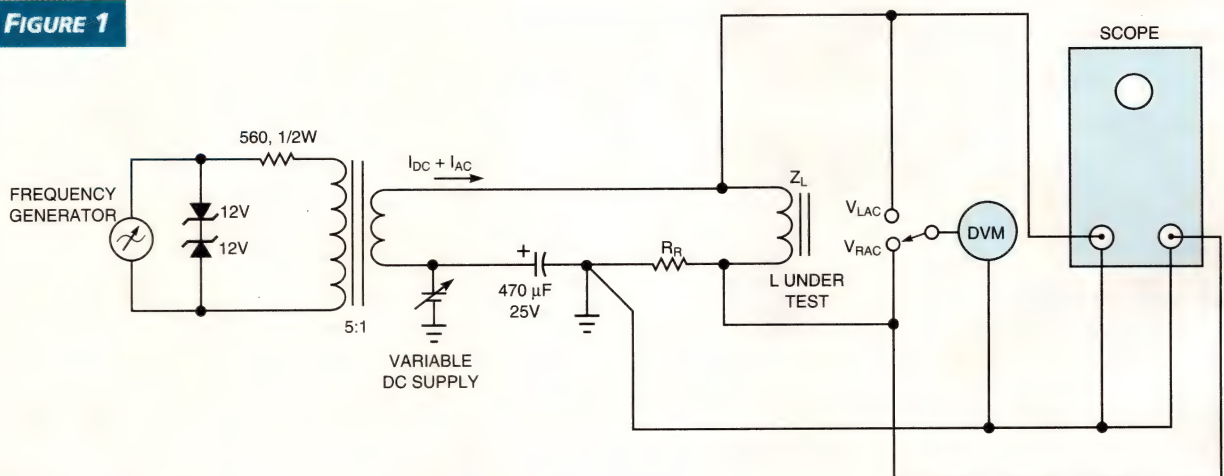 FIGURE 1
SCOPE
560, 1/2W
I_DC + I_AC
Z_L
FREQUENCY
GENERATOR
12V
12V
V_LAC
V_RAC
DVM
R_R
+
470 µF
25V
L UNDER
TEST
5:1
VARIABLE
DC SUPPLY